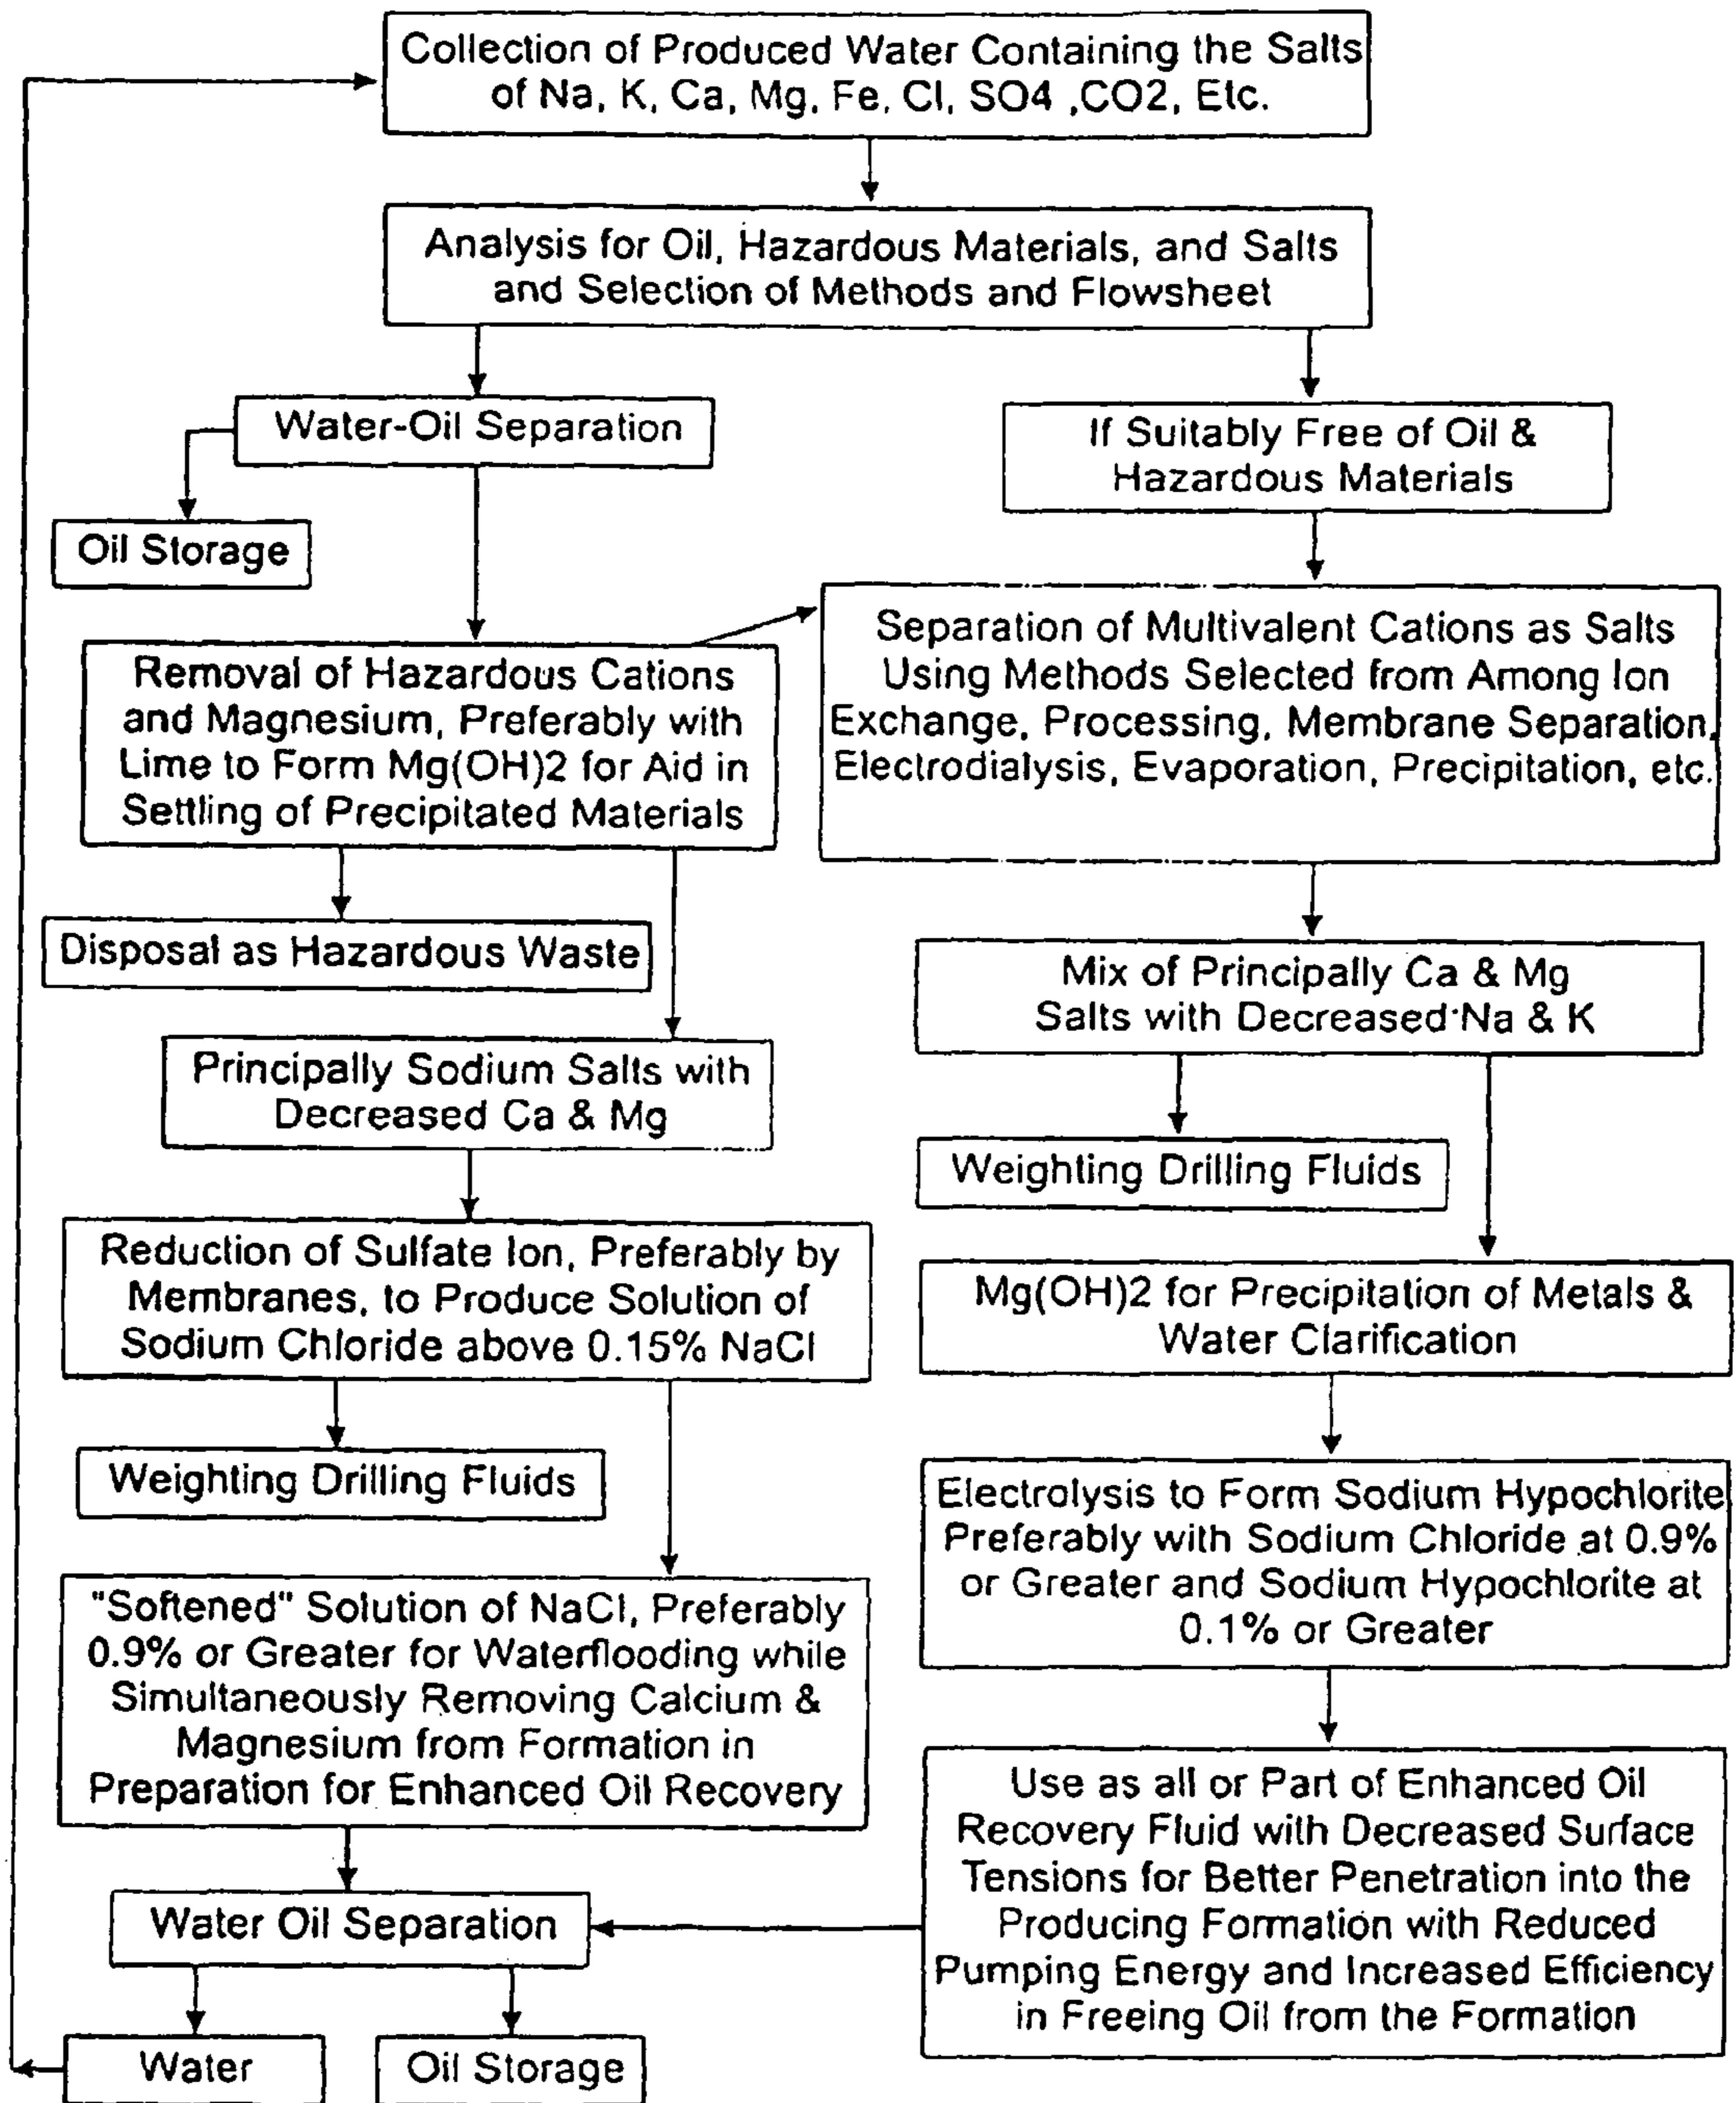 Collection of Produced Water Containing the Salts
of Na, K, Ca, Mg, Fe, Cl, SO4 ,CO2, Etc.
Analysis for Oil, Hazardous Materials, and Salts
and Selection of Methods and Flowsheet
Water-Oil Separation
If Suitably Free of Oil &
Hazardous Materials
Oil Storage
Removal of Hazardous Cations
and Magnesium, Preferably with
Lime to Form Mg(OH)2 for Aid in
Settling of Precipitated Materials
Separation of Multivalent Cations as Salts
Using Methods Selected from Among Ion
Exchange, Processing, Membrane Separation,
Electrodialysis, Evaporation, Precipitation, etc.
Disposal as Hazardous Waste
Mix of Principally Ca & Mg
Salts with Decreased Na & K
Principally Sodium Salts with
Decreased Ca & Mg
Weighting Drilling Fluids
Reduction of Sulfate Ion, Preferably by
Membranes, to Produce Solution of
Sodium Chloride above 0.15% NaCl
Mg(OH)2 for Precipitation of Metals &
Water Clarification
Weighting Drilling Fluids
Electrolysis to Form Sodium Hypochlorite
Preferably with Sodium Chloride at 0.9%
or Greater and Sodium Hypochlorite at
0.1% or Greater
"Softened" Solution of NaCl, Preferably
0.9% or Greater for Waterflooding while
Simultaneously Removing Calcium &
Magnesium from Formation in
Preparation for Enhanced Oil Recovery
Use as all or Part of Enhanced Oil
Recovery Fluid with Decreased Surface
Tensions for Better Penetration into the
Producing Formation with Reduced
Pumping Energy and Increased Efficiency
in Freeing Oil from the Formation
Water Oil Separation
Water
Oil Storage